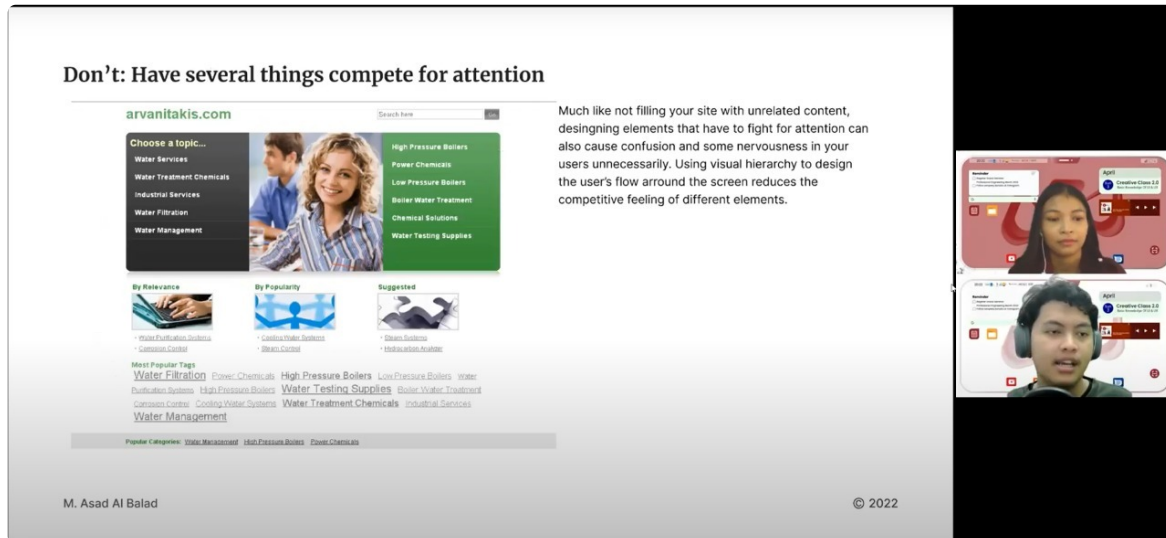 Don’t: Have several things compete for attention
arvanitakis.com
Search here
Choose a topic...
Water Services
Water Treatment Chemicals
Industrial Services
Water Filtration
Water Management
High Pressure Boilers
Power Chemicals
Low Pressure Boilers
Boiler Water Treatment
Chemical Solutions
Water Testing Supplies
By Relevance
By Popularity
Suggested
Water Purification Systems
Corrosion Control
Cooling Water Systems
Steam Control
Steam Systems
Hydrocarbon Analyzer
Most Popular Tags
Water Filtration Power Chemicals High Pressure Boilers Low Pressure Boilers Water
Purification Systems High Pressure Boilers Water Testing Supplies Boiler Water Treatment
Corrosion Control Cooling Water Systems Water Treatment Chemicals Industrial Services
Water Management
Popular Categories: Water Management High Pressure Boilers Power Chemicals
Much like not filling your site with unrelated content,
desingning elements that have to fight for attention can
also cause confusion and some nervousness in your
users unnecessarily. Using visual hierarchy to design
the user’s flow arround the screen reduces the
competitive feeling of different elements.
M. Asad Al Balad
© 2022
Reminder
April
Creative Class 2.0
Reminder
April
Creative Class 2.0